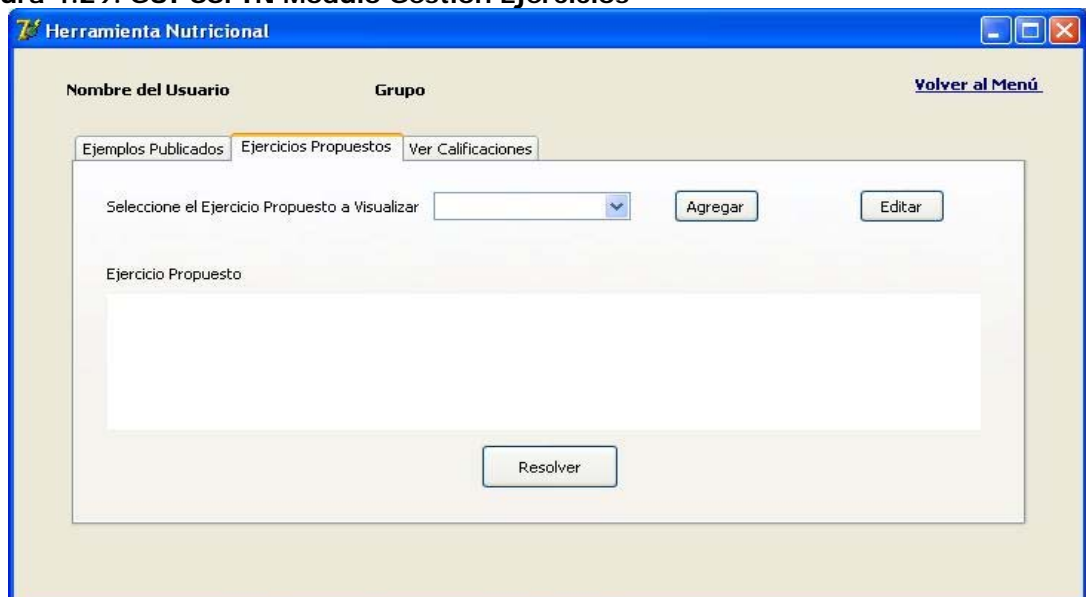 Herramienta Nutricional
Nombre del Usuario Grupo Volver al Menú
Ejemplos Publicados Ejercicios Propuestos Ver Calificaciones
Seleccione el Ejercicio Propuesto a Visualizar Agregar Editar
Ejercicio Propuesto
Resolver